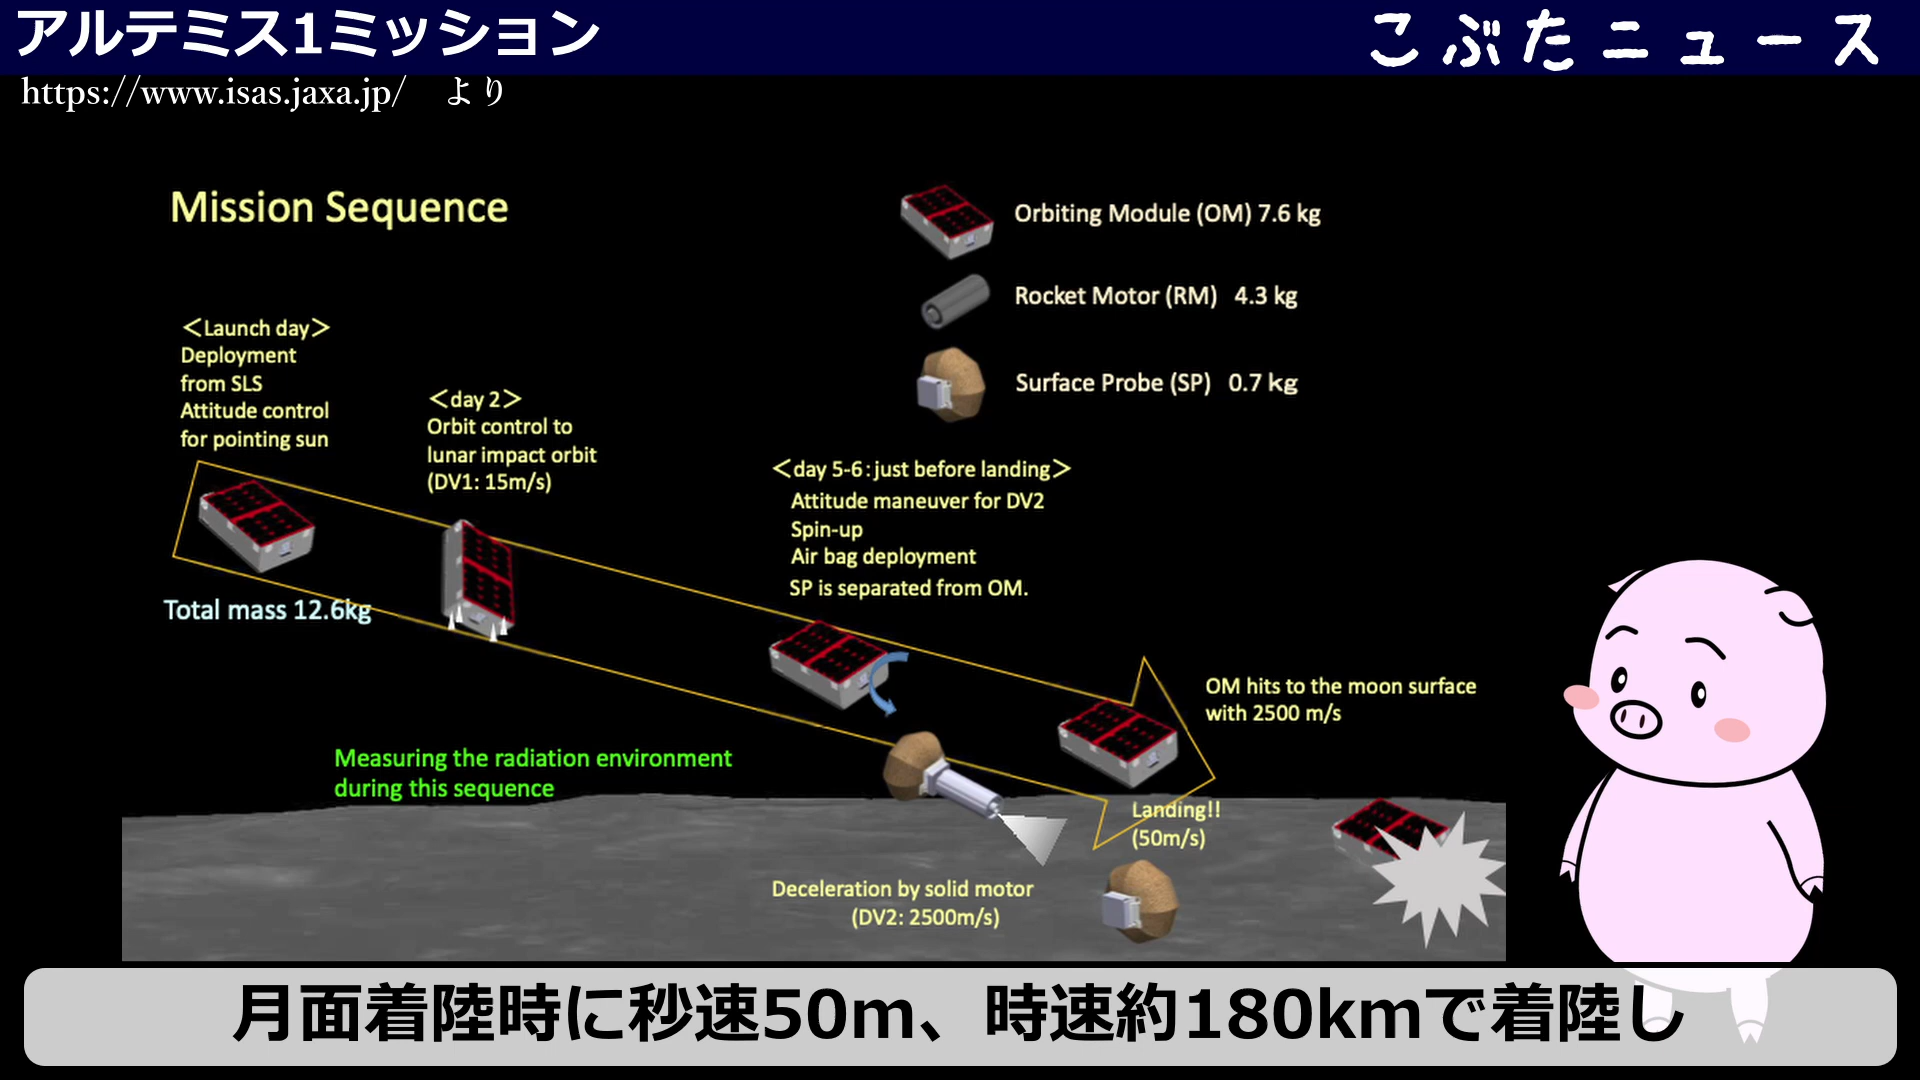 アルテミス1ミッション
こぶたニュース
https://www.isas.jaxa.jp/ より
Mission Sequence
Orbiting Module (OM) 7.6 kg
Rocket Motor (RM) 4.3 kg
Surface Probe (SP) 0.7 kg
＜Launch day＞
Deployment
from SLS
Attitude control
for pointing sun
＜day 2＞
Orbit control to
lunar impact orbit
(DV1: 15m/s)
＜day 5-6：just before landing＞
Attitude maneuver for DV2
Spin-up
Air bag deployment
SP is separated from OM.
Total mass 12.6kg
OM hits to the moon surface
with 2500 m/s
Measuring the radiation environment
during this sequence
Landing!!
(50m/s)
Deceleration by solid motor
(DV2: 2500m/s)
月面着陸時に秒速50m、時速約180kmで着陸し